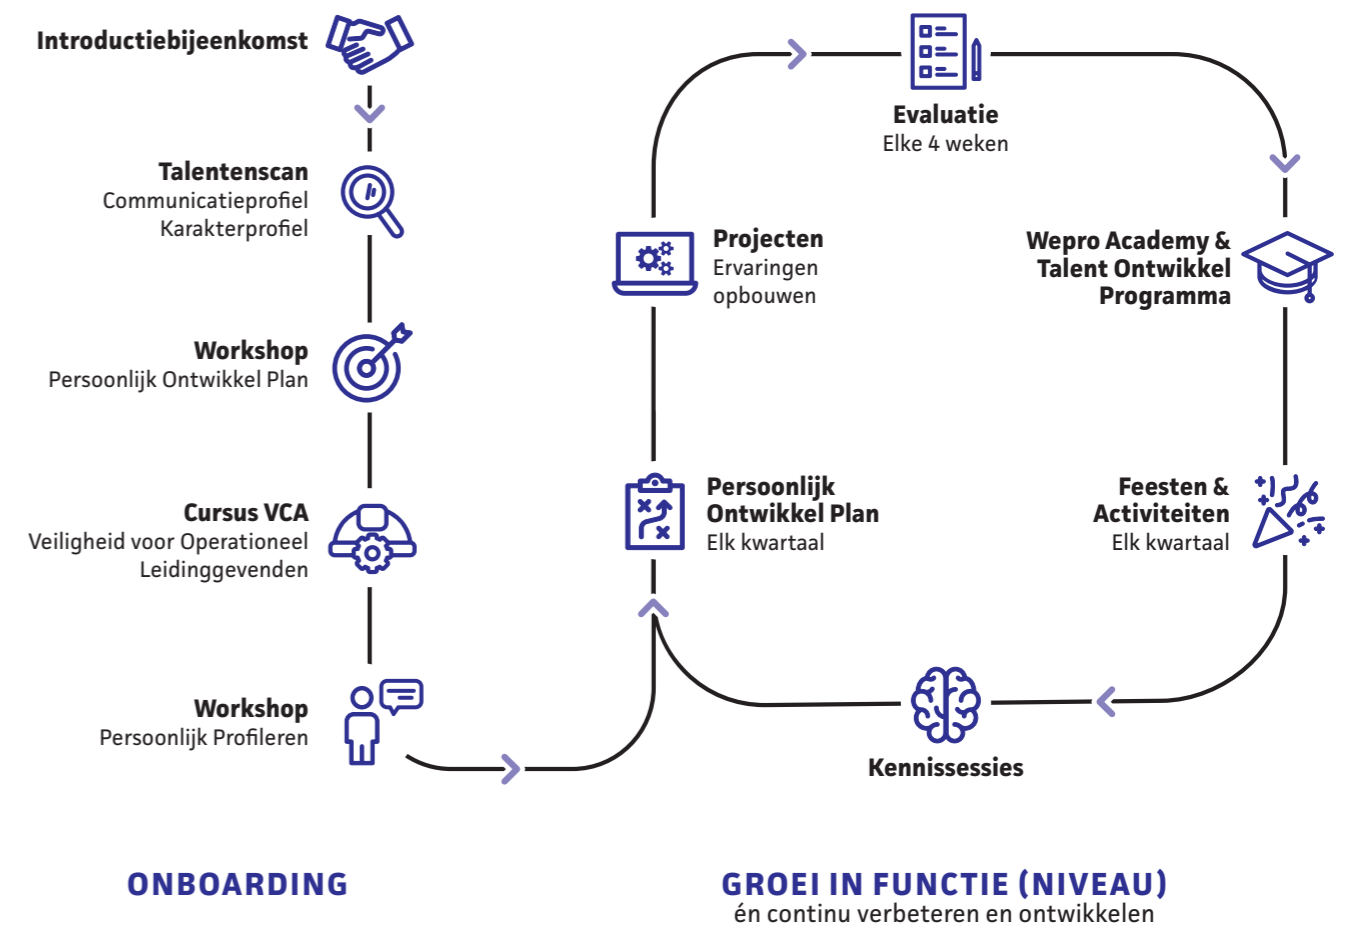 Introductiebijeenkomst
Talentenscan
Communicatieprofiel
Karakterprofiel
Workshop
Persoonlijk Ontwikkel Plan
Cursus VCA
Veiligheid voor Operationeel
Leidinggevenden
Workshop
Persoonlijk Profileren
ONBOARDING
Evaluatie
Elke 4 weken
Projecten
Ervaringen
opbouwen
Wepro Academy &
Talent Ontwikkel
Programma
Persoonlijk
Ontwikkel Plan
Elk kwartaal
Feesten &
Activiteiten
Elk kwartaal
Kennissessies
GROEI IN FUNCTIE (NIVEAU)
én continu verbeteren en ontwikkelen